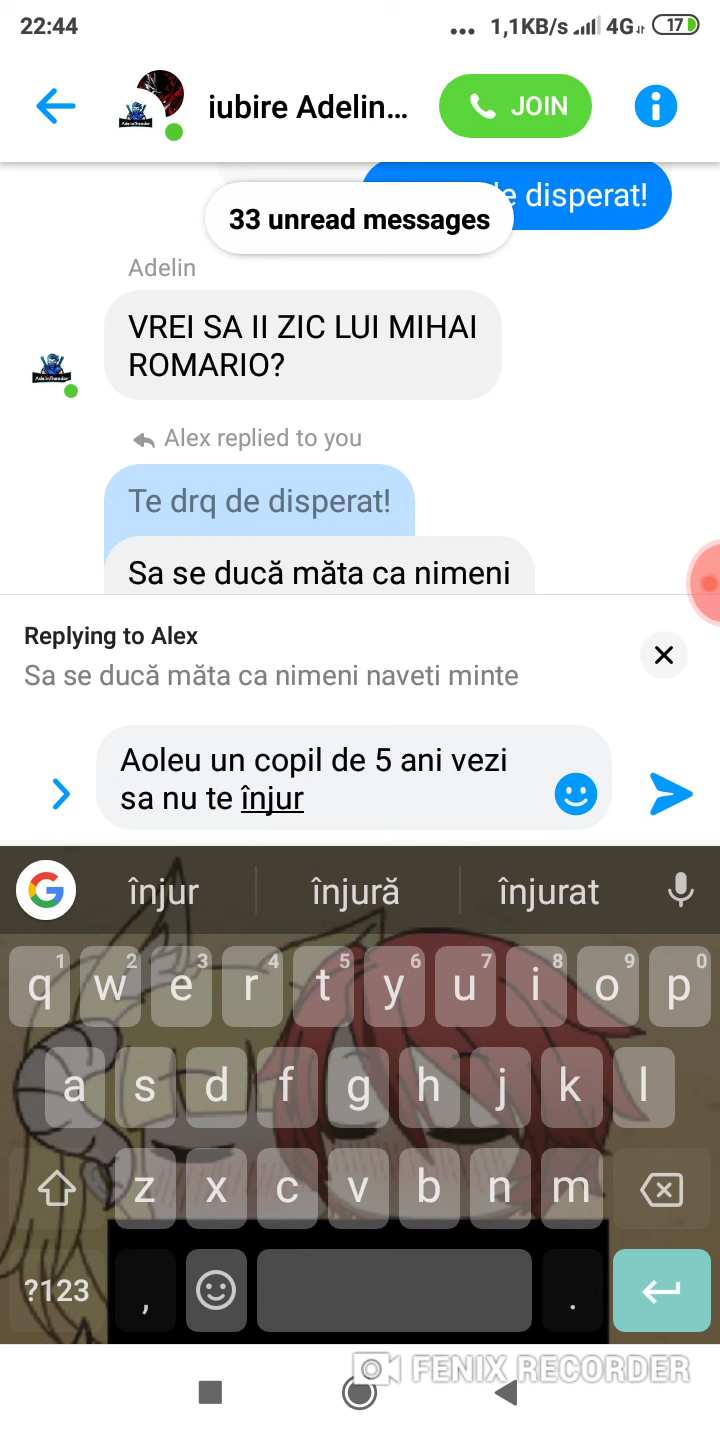 22:44
... 1,1KB/s 4G 17
iubire Adelin...
JOIN
e disperat!
33 unread messages
Adelin
VREI SA II ZIC LUI MIHAI
ROMARIO?
Alex replied to you
Te drq de disperat!
Sa se ducă măta ca nimeni
Replying to Alex
Sa se ducă măta ca nimeni naveti minte
Aoleu un copil de 5 ani vezi
sa nu te înjur
înjur înjură înjurat
1 2 3 4 5 6 7 8 9 0
q w e r t y u i o p
a s d f g h j k l
z x c v b n m
?123 , .
FENIX RECORDER